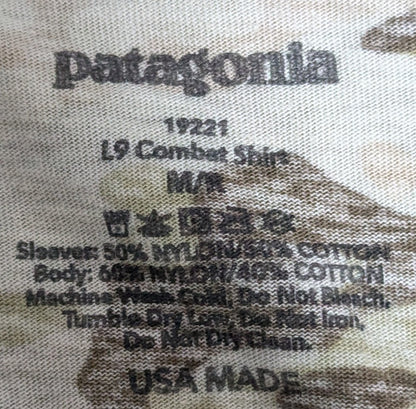 patagonia
19221
L9 Combat Shirt
M/R
Sleeves: 50% NYLON/50% COTTON
Body: 60% NYLON/40% COTTON
Machine Wash Cold, Do Not Bleach,
Tumble Dry Low, Do Not Iron,
Do Not Dry Clean.
USA MADE